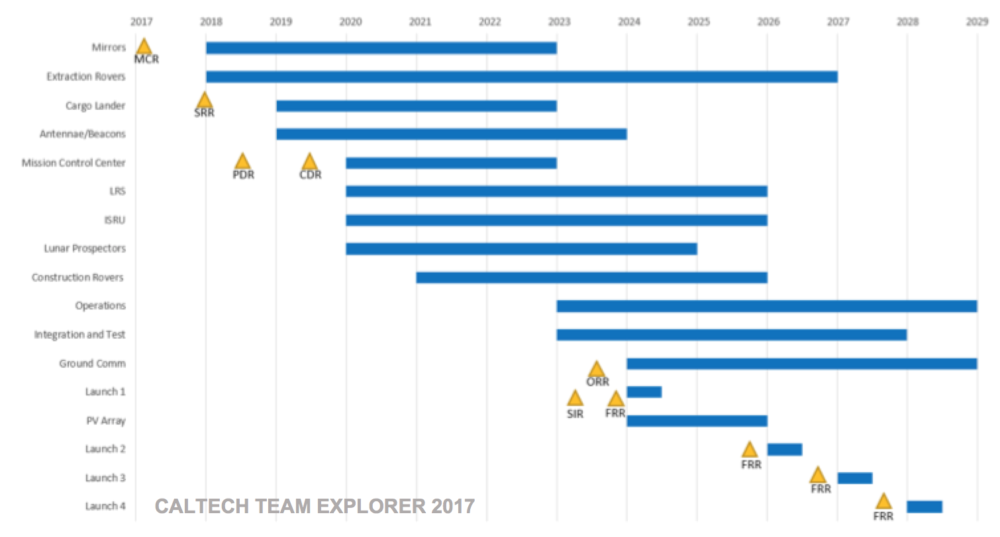 2017 2018 2019 2020 2021 2022 2023 2024 2025 2026 2027 2028 2029
Mirrors
MCR
Extraction Rovers
Cargo Lander
SRR
Antennae/Beacons
Mission Control Center
PDR CDR
LRS
ISRU
Lunar Prospectors
Construction Rovers
Operations
Integration and Test
Ground Comm
ORR
Launch 1
SIR FRR
PV Array
Launch 2
FRR
Launch 3
FRR
Launch 4
CALTECH TEAM EXPLORER 2017
FRR